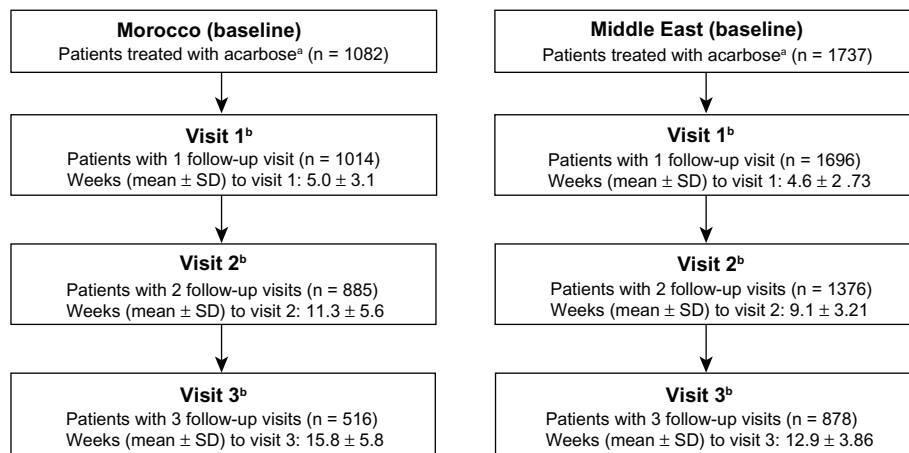 Morocco (baseline)
Patients treated with acarboseᵃ (n = 1082)
Visit 1ᵇ
Patients with 1 follow-up visit (n = 1014)
Weeks (mean ± SD) to visit 1: 5.0 ± 3.1
Visit 2ᵇ
Patients with 2 follow-up visits (n = 885)
Weeks (mean ± SD) to visit 2: 11.3 ± 5.6
Visit 3ᵇ
Patients with 3 follow-up visits (n = 516)
Weeks (mean ± SD) to visit 3: 15.8 ± 5.8
Middle East (baseline)
Patients treated with acarboseᵃ (n = 1737)
Visit 1ᵇ
Patients with 1 follow-up visit (n = 1696)
Weeks (mean ± SD) to visit 1: 4.6 ± 2 .73
Visit 2ᵇ
Patients with 2 follow-up visits (n = 1376)
Weeks (mean ± SD) to visit 2: 9.1 ± 3.21
Visit 3ᵇ
Patients with 3 follow-up visits (n = 878)
Weeks (mean ± SD) to visit 3: 12.9 ± 3.86